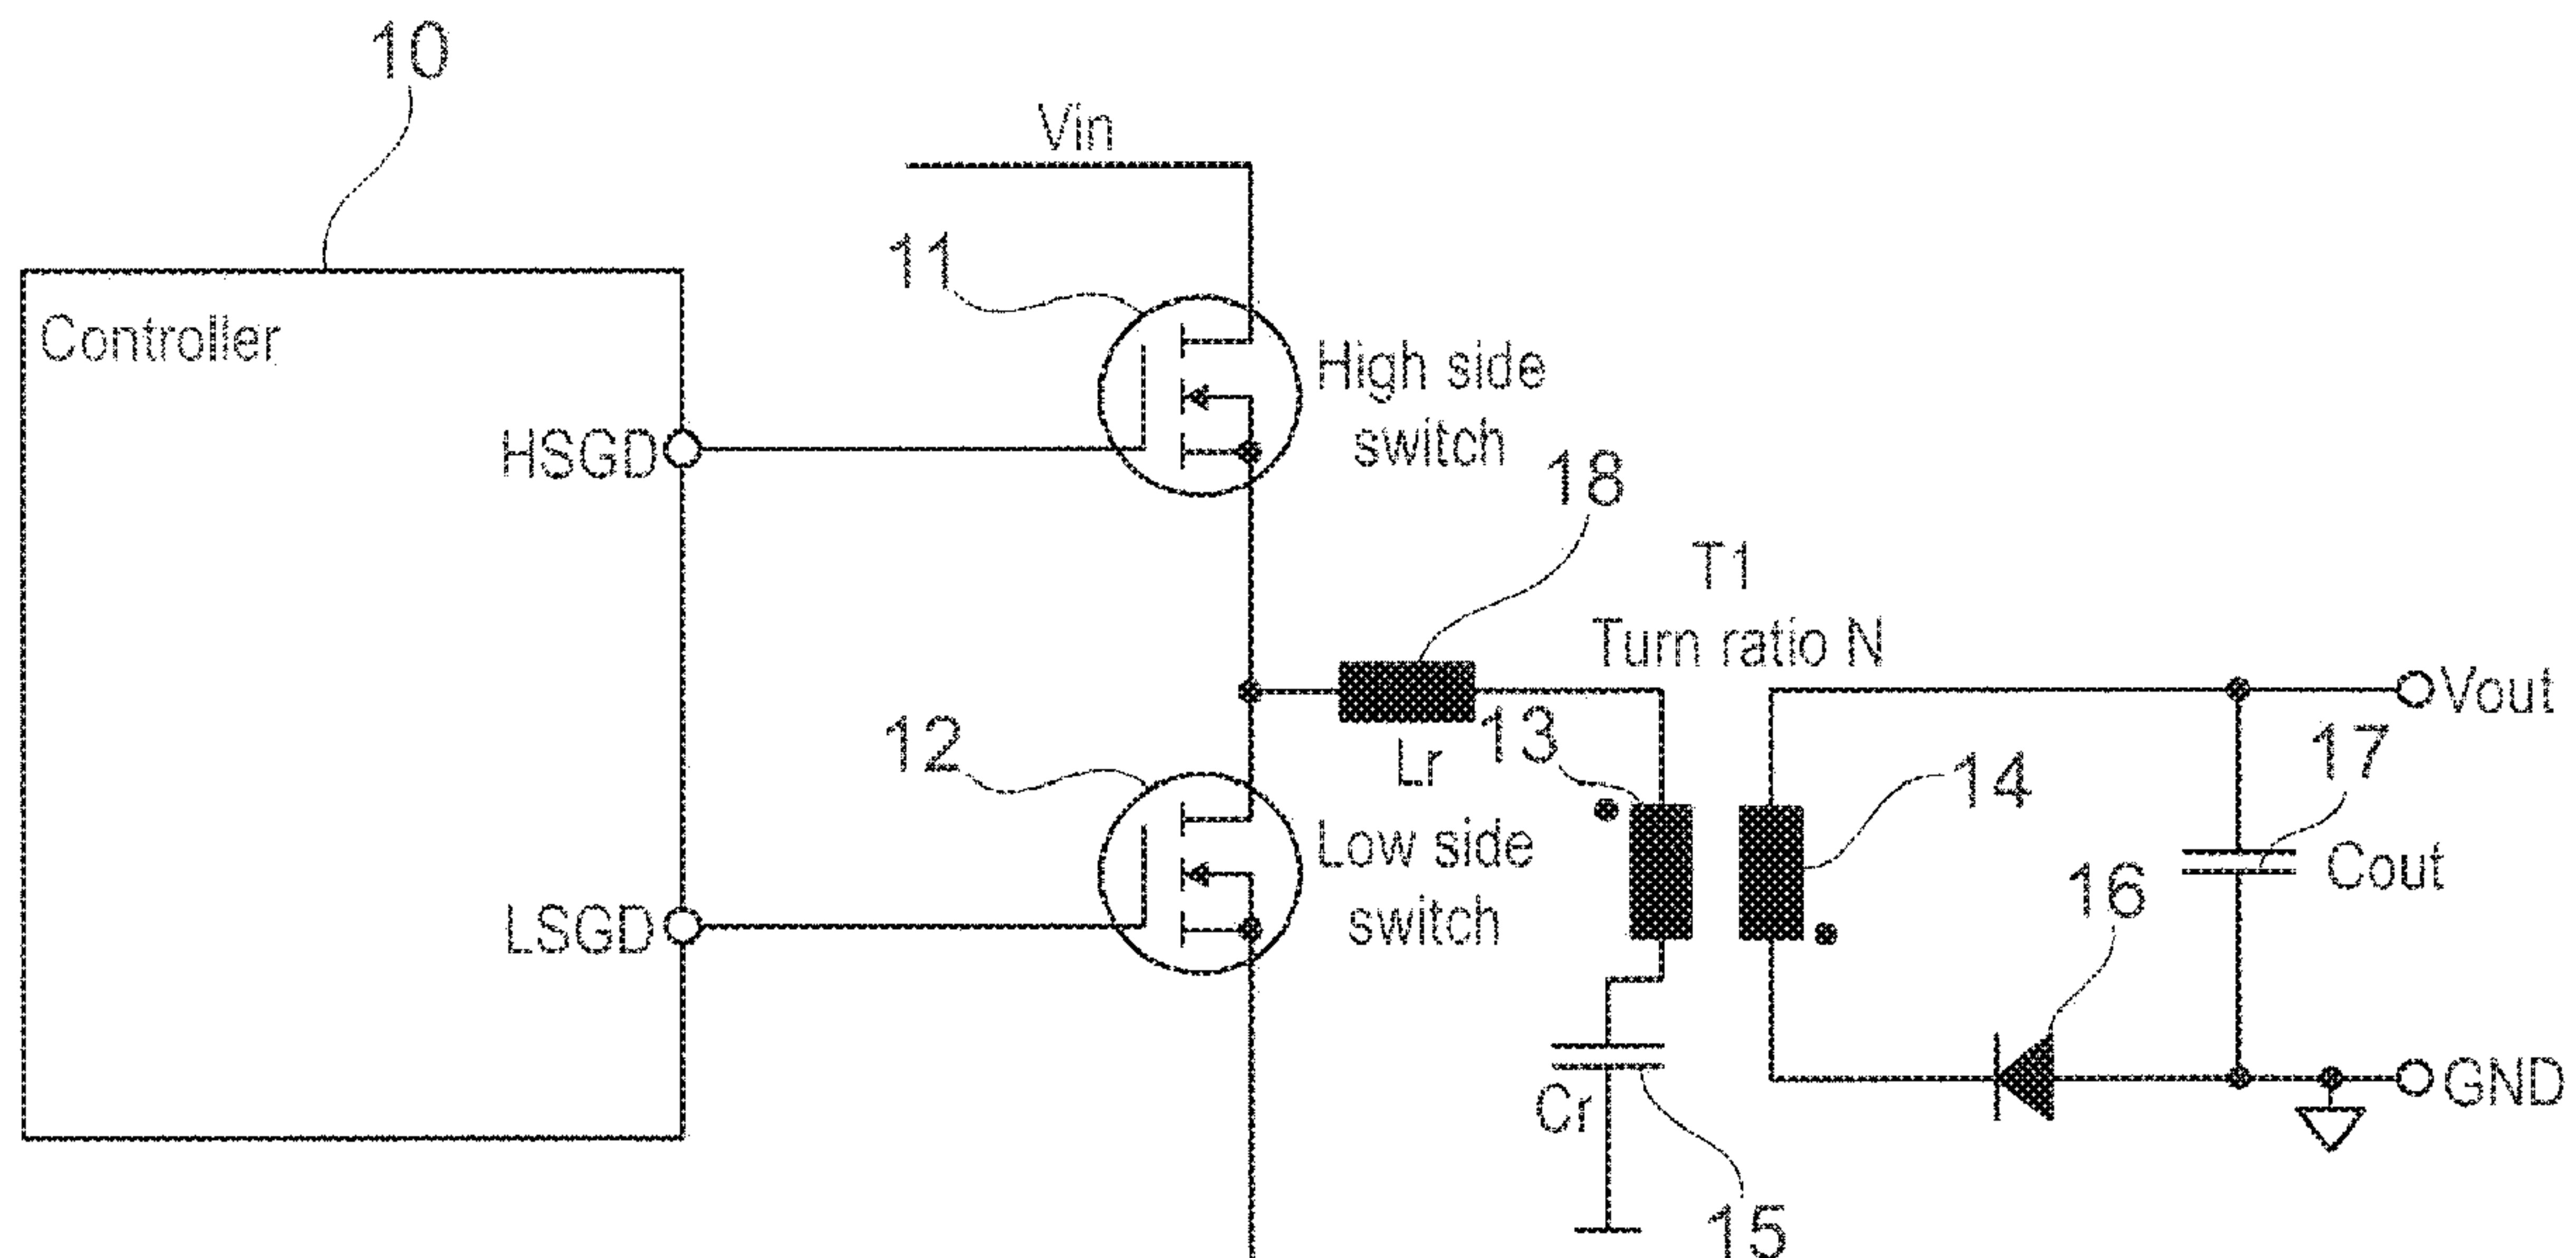 10
Vin
11
Controller
High side
switch
HSGD
18
T1
Turn ratio N
Vout
12
13
Lr
17
14
Low side
switch
Cout
16
LSGD
Cr
GND
15